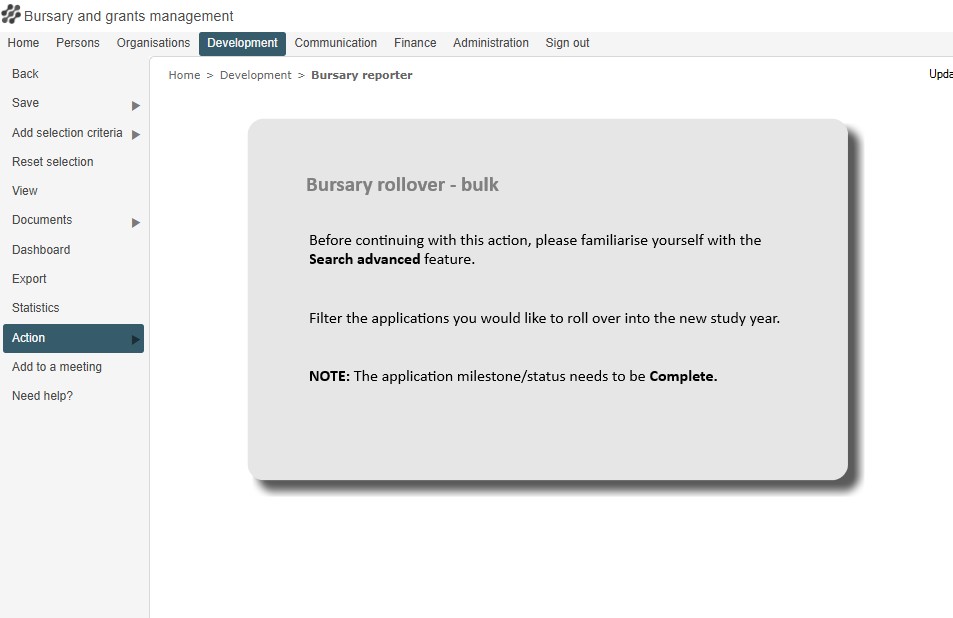 Bursary and grants management
Home Persons Organisations Development Communication Finance Administration Sign out
Back
Save
Add selection criteria
Reset selection
View
Documents
Dashboard
Export
Statistics
Action
Add to a meeting
Need help?
Home > Development > Bursary reporter
Upda
Bursary rollover - bulk
Before continuing with this action, please familiarise yourself with the
Search advanced feature.
Filter the applications you would like to roll over into the new study year.
NOTE: The application milestone/status needs to be Complete.